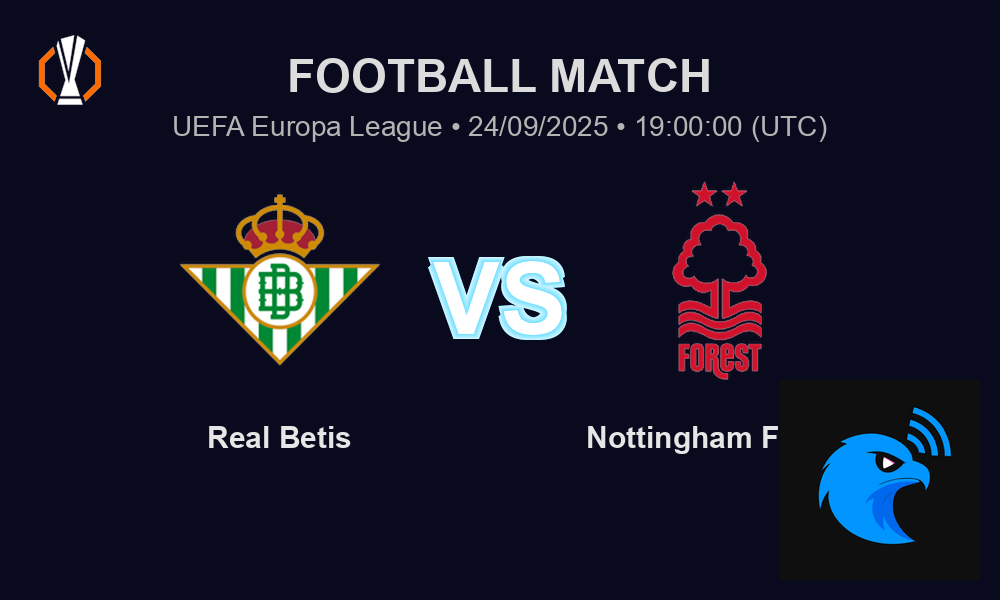 FOOTBALL MATCH
UEFA Europa League • 24/09/2025 • 19:00:00 (UTC)
VS
FOREST
Real Betis
Nottingham F